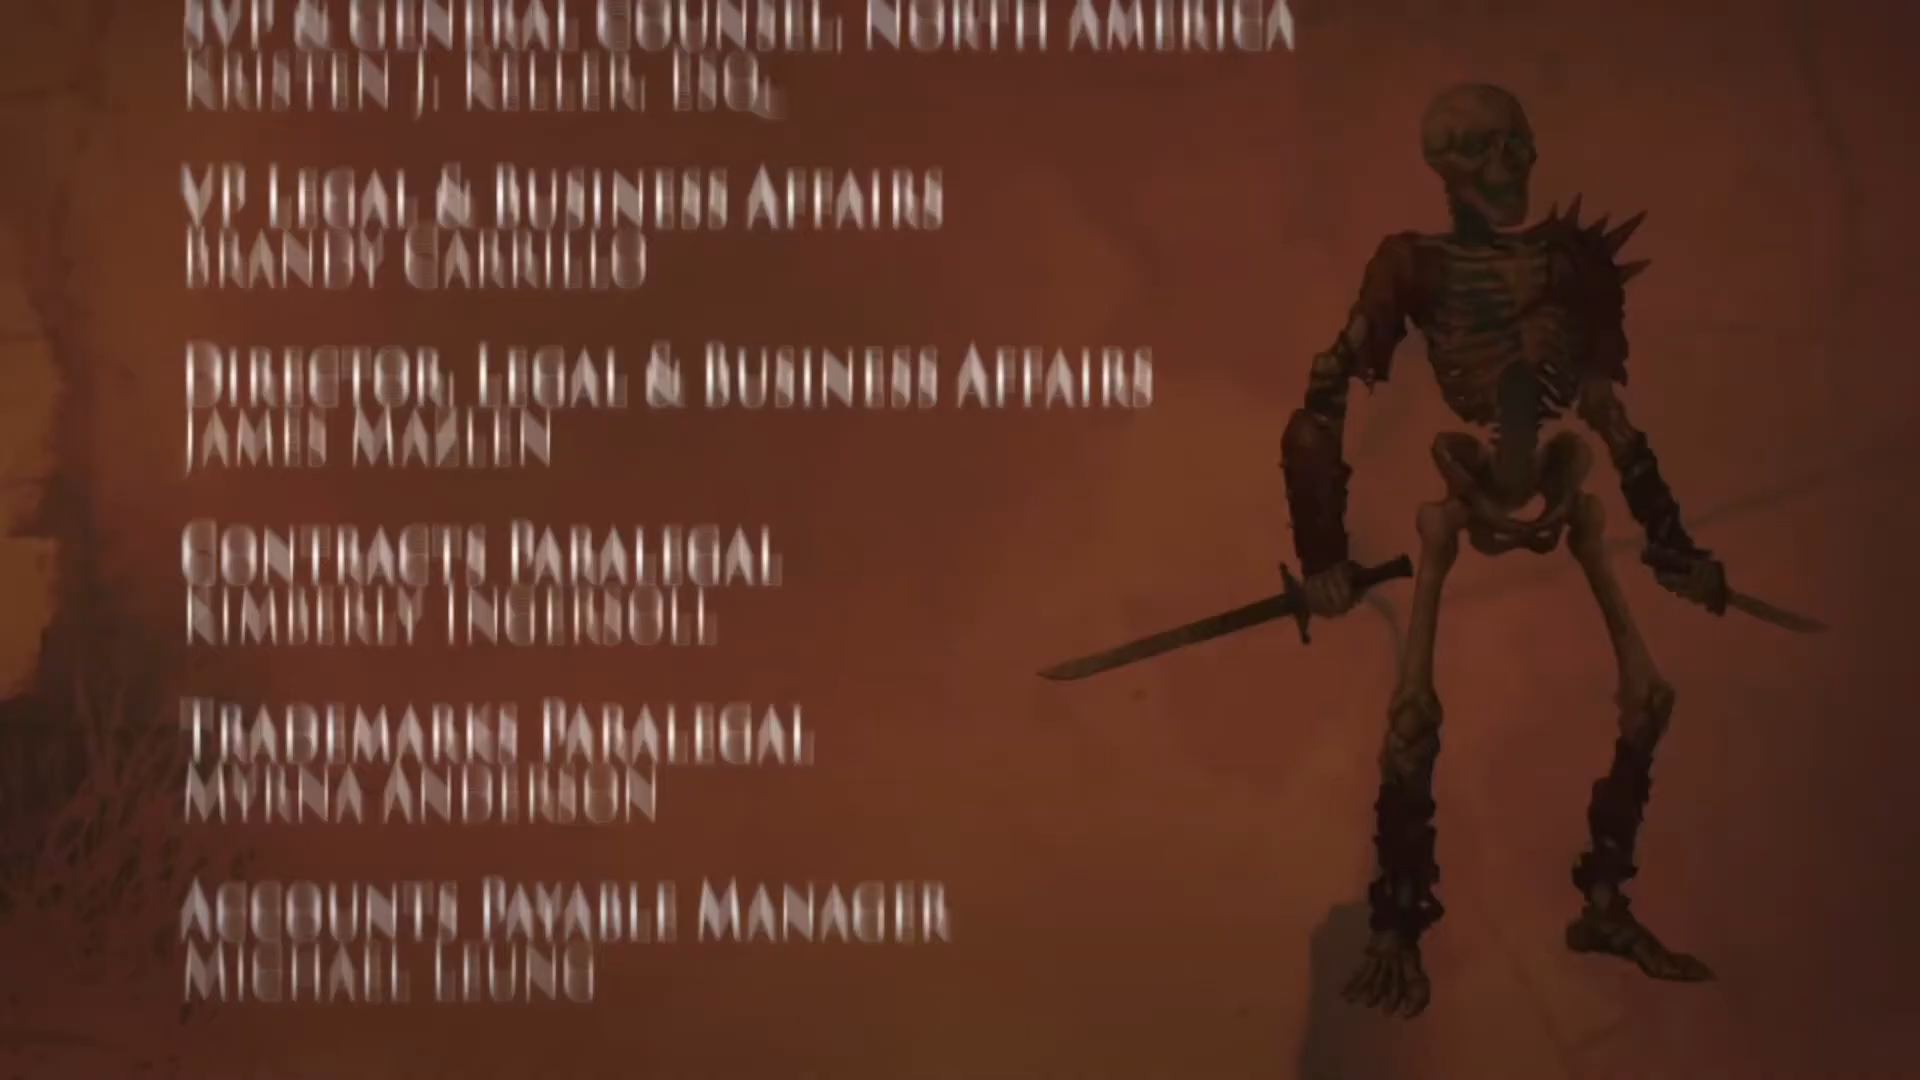 SVP & General Counsel, North America
Kristen J. Keller, Esq.
VP Legal & Business Affairs
Brandy Carrillo
Director, Legal & Business Affairs
James Mazlen
Contracts Paralegal
Kimberly Ingersoll
Trademarks Paralegal
Myrna Anderson
Accounts Payable Manager
Michael Leung